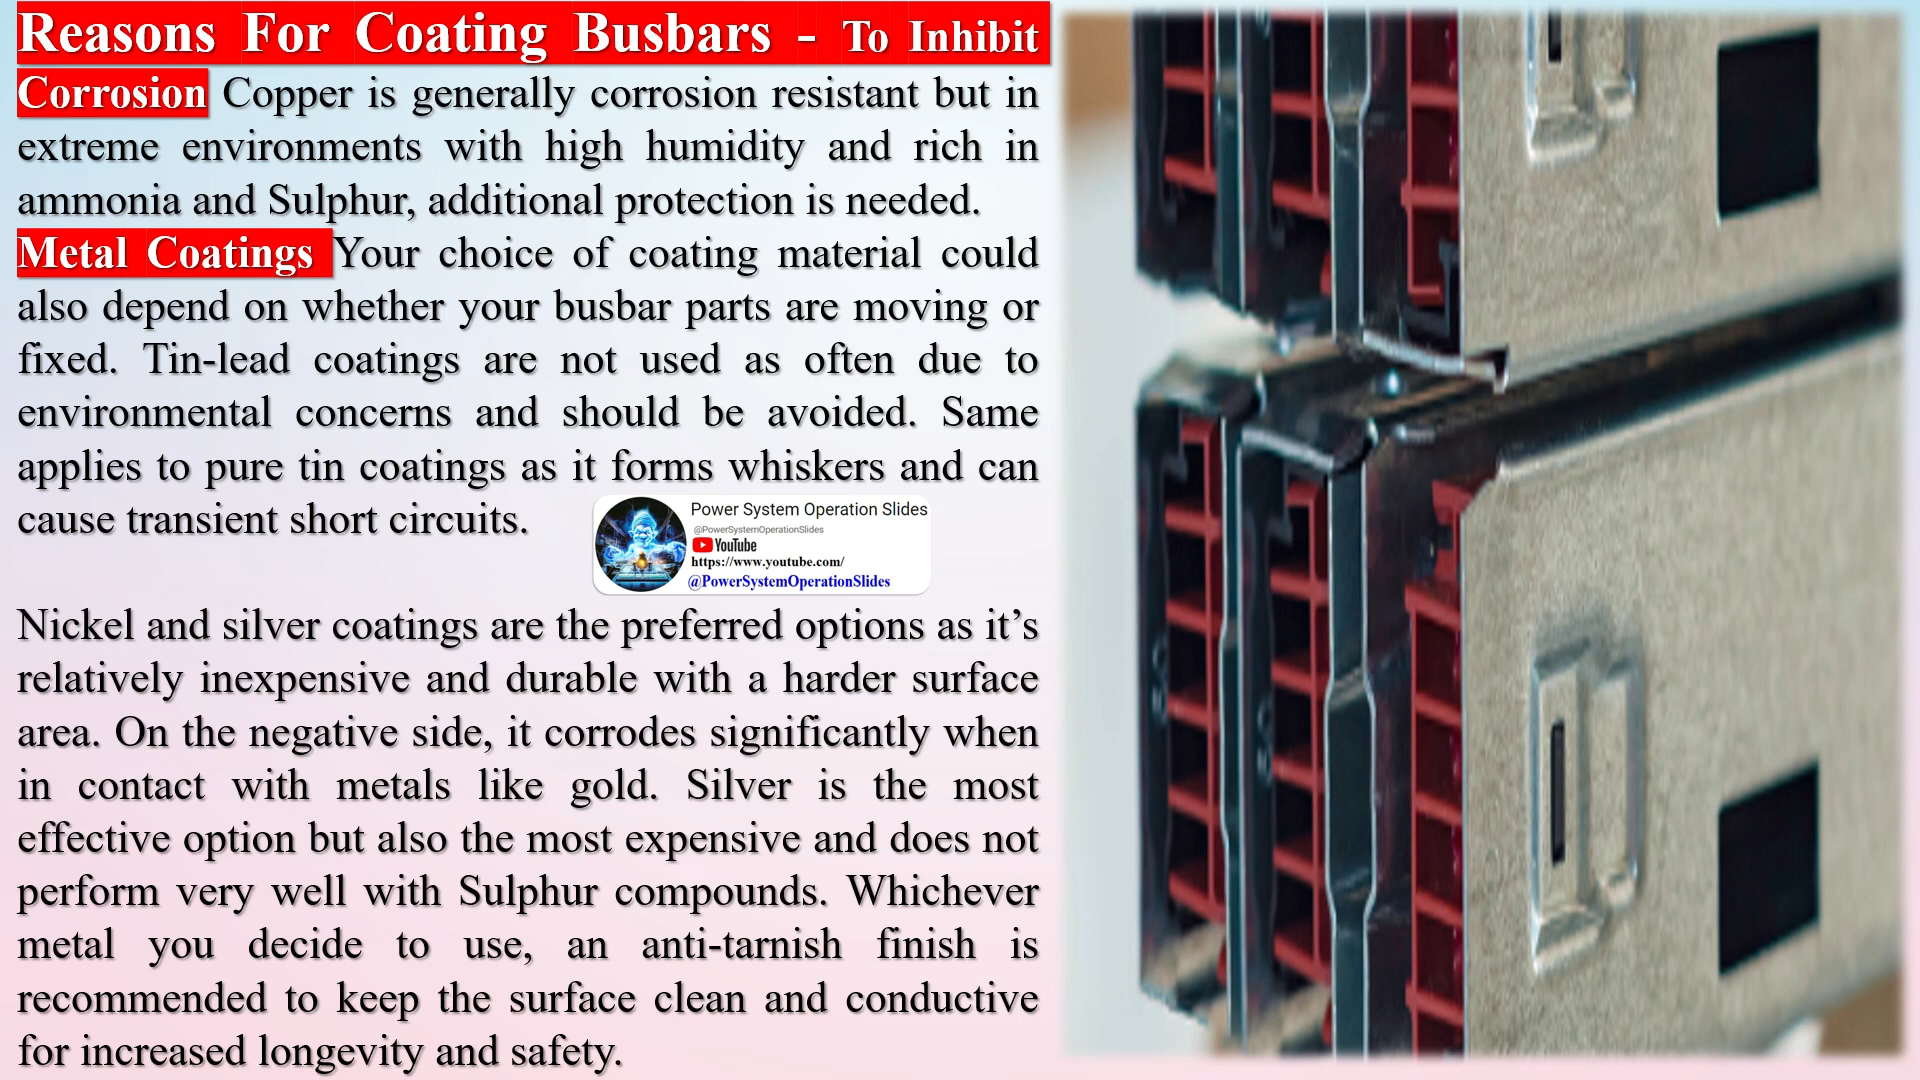 Reasons For Coating Busbars - To Inhibit
Corrosion Copper is generally corrosion resistant but in
extreme environments with high humidity and rich in
ammonia and Sulphur, additional protection is needed.
Metal Coatings Your choice of coating material could
also depend on whether your busbar parts are moving or
fixed. Tin-lead coatings are not used as often due to
environmental concerns and should be avoided. Same
applies to pure tin coatings as it forms whiskers and can
cause transient short circuits.
Power System Operation Slides
@PowerSystemOperationSlides
YouTube
https://www.youtube.com/
@PowerSystemOperationSlides
Nickel and silver coatings are the preferred options as it’s
relatively inexpensive and durable with a harder surface
area. On the negative side, it corrodes significantly when
in contact with metals like gold. Silver is the most
effective option but also the most expensive and does not
perform very well with Sulphur compounds. Whichever
metal you decide to use, an anti-tarnish finish is
recommended to keep the surface clean and conductive
for increased longevity and safety.